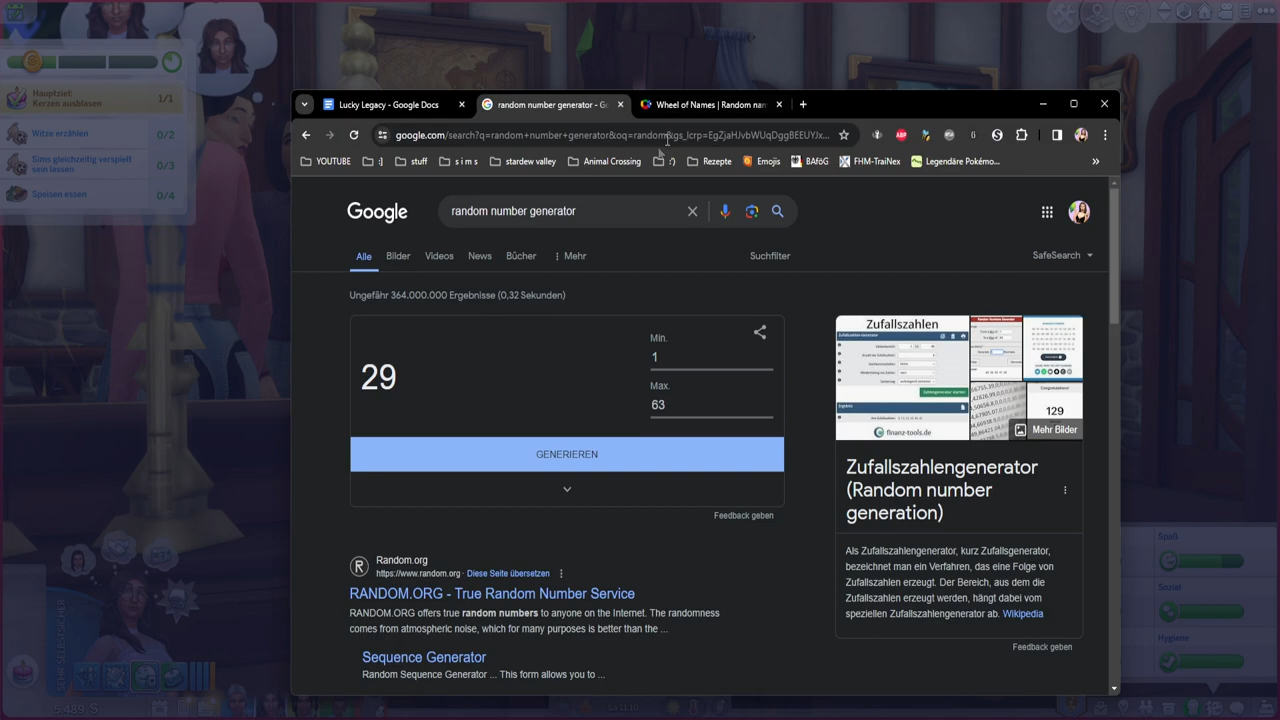 Hauptziel:
Kerzen ausblasen
1/1
Witze erzählen
0/2
Sims gleichzeitig verspielt
sein lassen
0/3
Speisen essen
0/4
Lucky Legacy - Google Docs
random number generator - Go
Wheel of Names | Random nam
google.com/search?q=random+number+generator&oq=random&gs_lcrp=EgZjaHJvbWUqDggBEEUYJx...
YOUTUBE
:)
stuff
s i m s
stardew valley
Animal Crossing
:')
Rezepte
Emojis
BAföG
FHM-TraiNex
Legendäre Pokémo...
Google
random number generator
Alle
Bilder
Videos
News
Bücher
Mehr
Suchfilter
SafeSearch
Ungefähr 364.000.000 Ergebnisse (0,32 Sekunden)
29
Min.
1
Max.
63
GENERIEREN
Feedback geben
Zufallszahlen
finanz-tools.de
129
Mehr Bilder
Zufallszahlengenerator
(Random number
generation)
Als Zufallszahlengenerator, kurz Zufallsgenerator,
bezeichnet man ein Verfahren, das eine Folge von
Zufallszahlen erzeugt. Der Bereich, aus dem die
Zufallszahlen erzeugt werden, hängt dabei vom
speziellen Zufallszahlengenerator ab. Wikipedia
Feedback geben
Random.org
https://www.random.org · Diese Seite übersetzen
RANDOM.ORG - True Random Number Service
RANDOM.ORG offers true random numbers to anyone on the Internet. The randomness
comes from atmospheric noise, which for many purposes is better than the ...
Sequence Generator
Random Sequence Generator ... This form allows you to ...
Spaß
Sozial
Hygiene
SEHR SELBSTSICHER
5.489 S
Sa 11:10